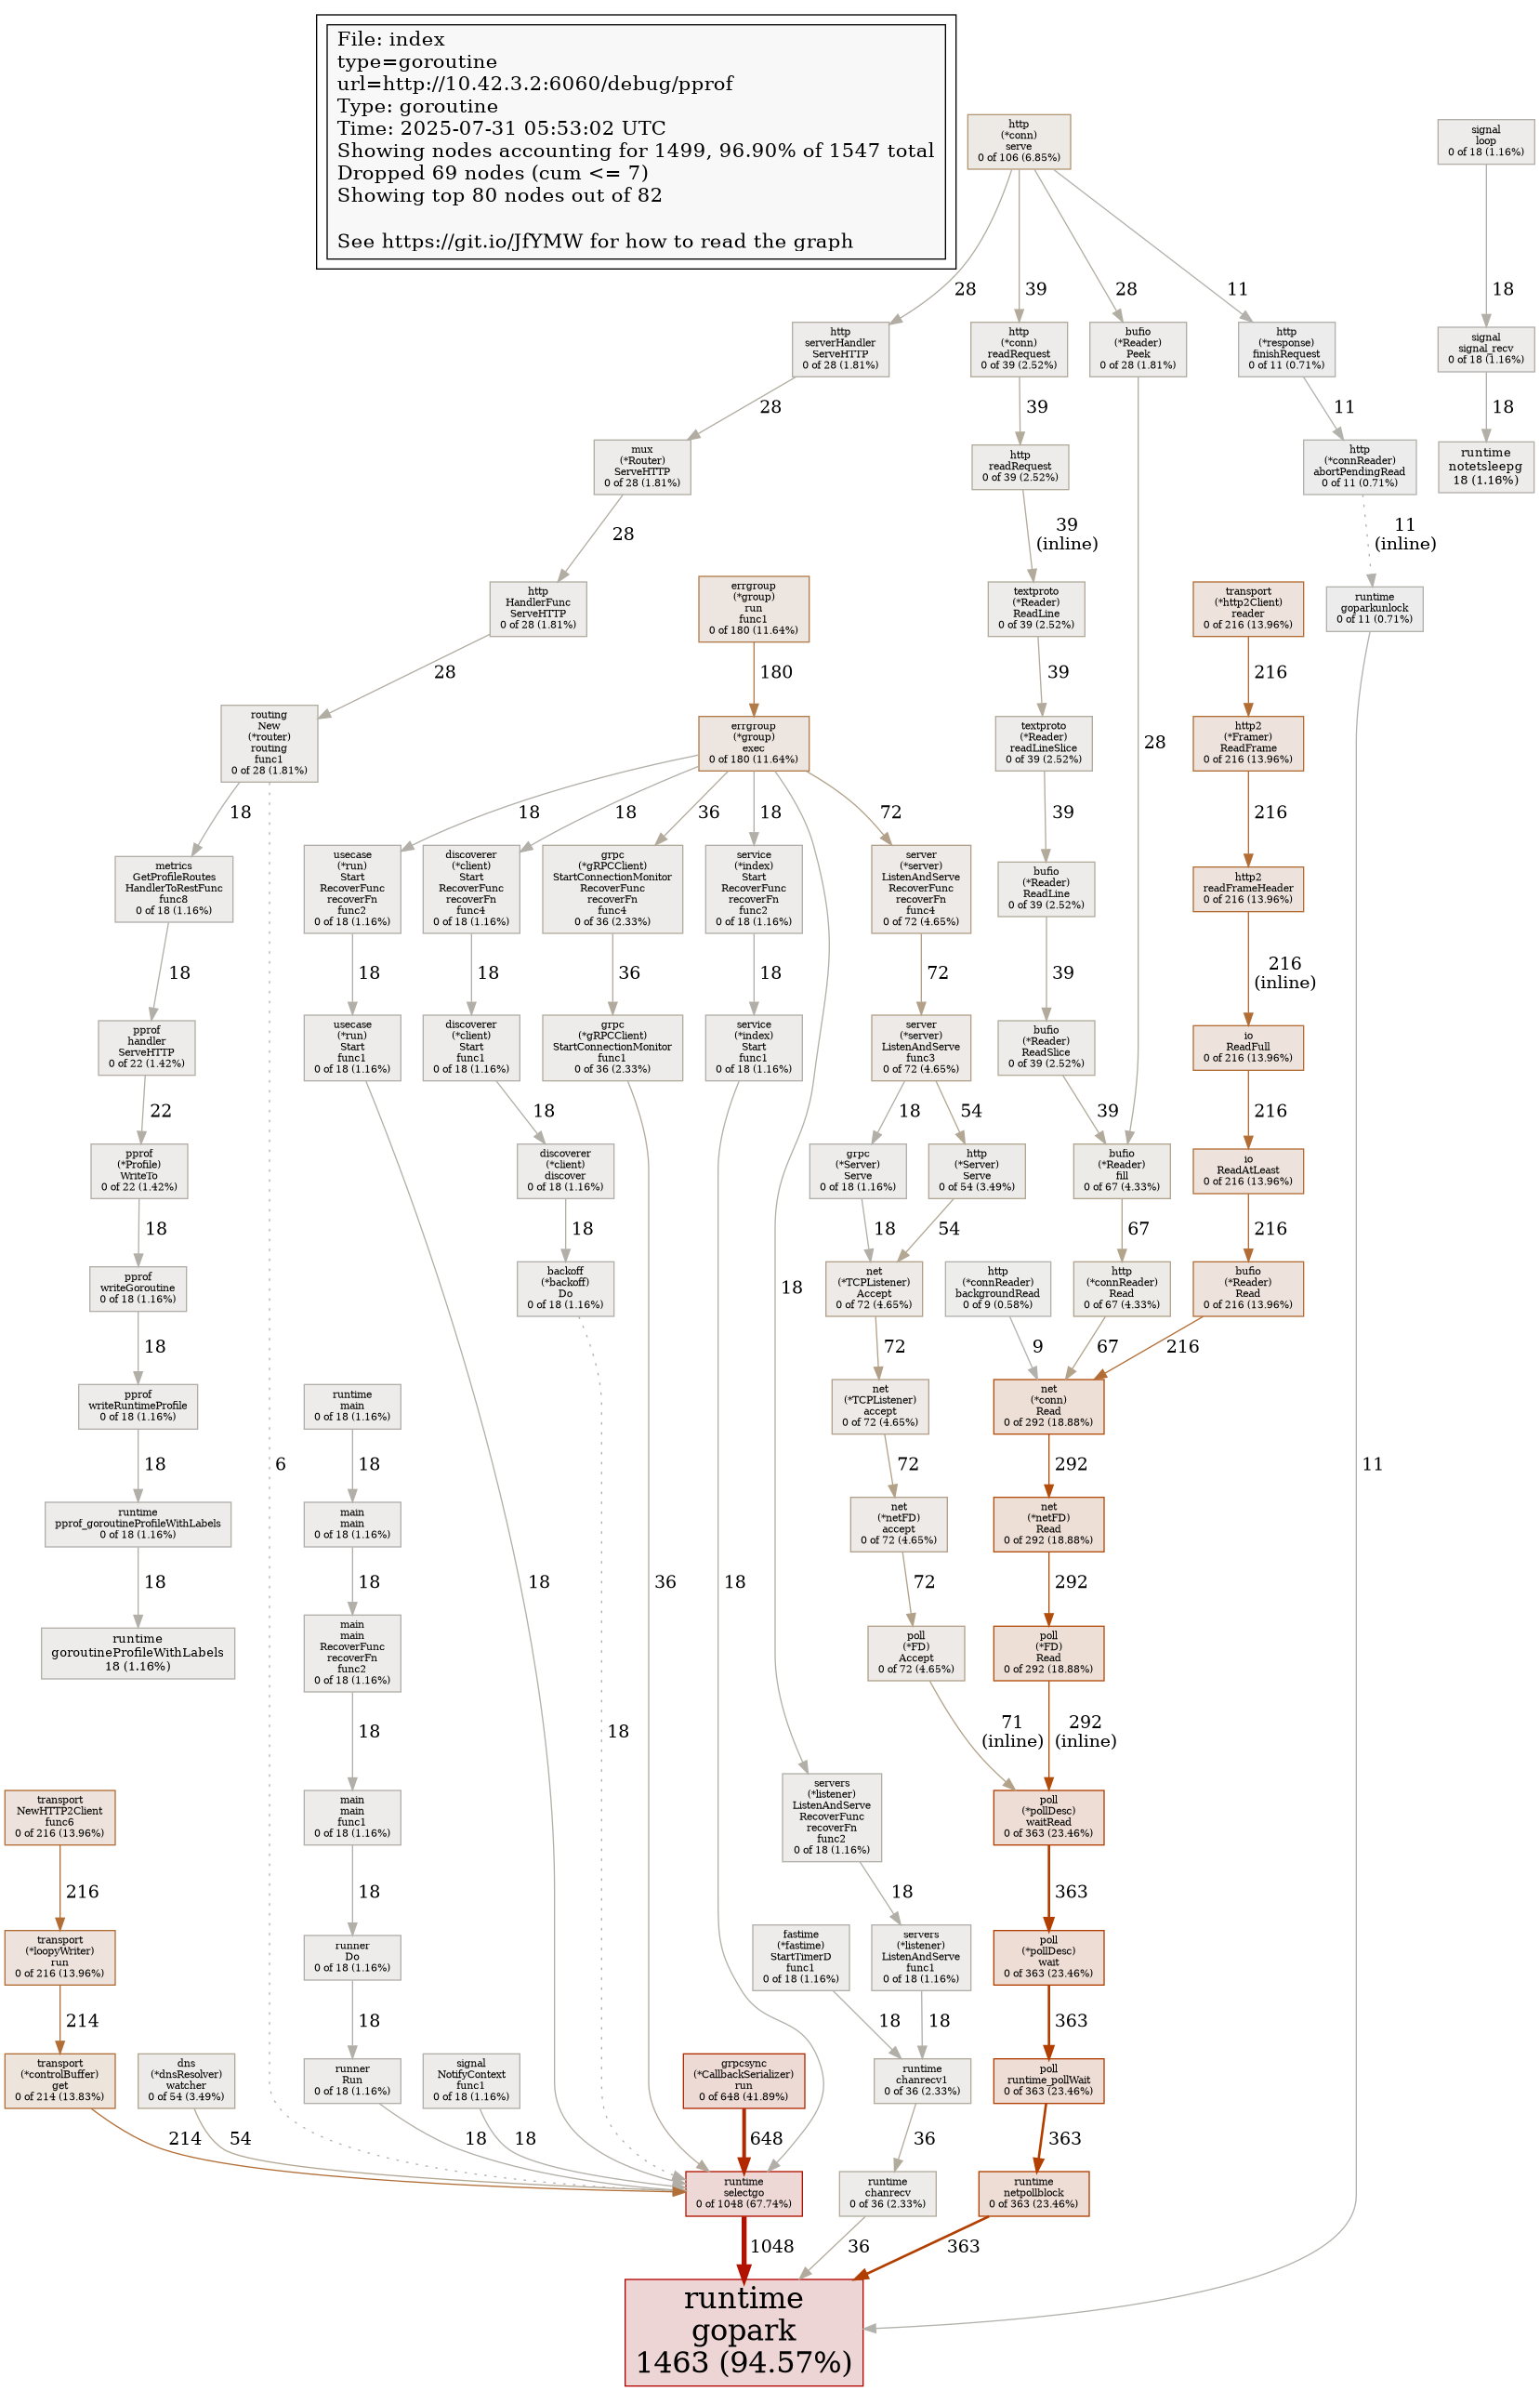 File: index
type=goroutine
url=http://10.42.3.2:6060/debug/pprof
Type: goroutine
Time: 2025-07-31 05:53:02 UTC
Showing nodes accounting for 1499, 96.90% of 1547 total
Dropped 69 nodes (cum <= 7)
Showing top 80 nodes out of 82
See https://git.io/JfYMW for how to read the graph
http
(*conn)
serve
0 of 106 (6.85%)
signal
loop
0 of 18 (1.16%)
28
39
28
11
18
http
serverHandler
ServeHTTP
0 of 28 (1.81%)
http
(*conn)
readRequest
0 of 39 (2.52%)
bufio
(*Reader)
Peek
0 of 28 (1.81%)
http
(*response)
finishRequest
0 of 11 (0.71%)
signal
signal_recv
0 of 18 (1.16%)
28
39
11
18
mux
(*Router)
ServeHTTP
0 of 28 (1.81%)
http
readRequest
0 of 39 (2.52%)
http
(*connReader)
abortPendingRead
0 of 11 (0.71%)
runtime
notetsleepg
18 (1.16%)
28
39
(inline)
11
(inline)
http
HandlerFunc
ServeHTTP
0 of 28 (1.81%)
errgroup
(*group)
run
func1
0 of 180 (11.64%)
textproto
(*Reader)
ReadLine
0 of 39 (2.52%)
transport
(*http2Client)
reader
0 of 216 (13.96%)
runtime
goparkunlock
0 of 11 (0.71%)
28
180
39
216
routing
New
(*router)
routing
func1
0 of 28 (1.81%)
errgroup
(*group)
exec
0 of 180 (11.64%)
textproto
(*Reader)
readLineSlice
0 of 39 (2.52%)
28
http2
(*Framer)
ReadFrame
0 of 216 (13.96%)
18
18
18
36
18
72
39
216
metrics
GetProfileRoutes
HandlerToRestFunc
func8
0 of 18 (1.16%)
usecase
(*run)
Start
RecoverFunc
recoverFn
func2
0 of 18 (1.16%)
discoverer
(*client)
Start
RecoverFunc
recoverFn
func4
0 of 18 (1.16%)
grpc
(*gRPCClient)
StartConnectionMonitor
RecoverFunc
recoverFn
func4
0 of 36 (2.33%)
service
(*index)
Start
RecoverFunc
recoverFn
func2
0 of 18 (1.16%)
server
(*server)
ListenAndServe
RecoverFunc
recoverFn
func4
0 of 72 (4.65%)
bufio
(*Reader)
ReadLine
0 of 39 (2.52%)
http2
readFrameHeader
0 of 216 (13.96%)
18
18
18
36
18
72
39
216
(inline)
pprof
handler
ServeHTTP
0 of 22 (1.42%)
usecase
(*run)
Start
func1
0 of 18 (1.16%)
discoverer
(*client)
Start
func1
0 of 18 (1.16%)
grpc
(*gRPCClient)
StartConnectionMonitor
func1
0 of 36 (2.33%)
service
(*index)
Start
func1
0 of 18 (1.16%)
server
(*server)
ListenAndServe
func3
0 of 72 (4.65%)
bufio
(*Reader)
ReadSlice
0 of 39 (2.52%)
io
ReadFull
0 of 216 (13.96%)
22
18
18
54
39
216
pprof
(*Profile)
WriteTo
0 of 22 (1.42%)
discoverer
(*client)
discover
0 of 18 (1.16%)
grpc
(*Server)
Serve
0 of 18 (1.16%)
http
(*Server)
Serve
0 of 54 (3.49%)
bufio
(*Reader)
fill
0 of 67 (4.33%)
io
ReadAtLeast
0 of 216 (13.96%)
18
18
18
54
67
216
pprof
writeGoroutine
0 of 18 (1.16%)
backoff
(*backoff)
Do
0 of 18 (1.16%)
18
net
(*TCPListener)
Accept
0 of 72 (4.65%)
http
(*connReader)
backgroundRead
0 of 9 (0.58%)
http
(*connReader)
Read
0 of 67 (4.33%)
bufio
(*Reader)
Read
0 of 216 (13.96%)
18
72
9
67
216
pprof
writeRuntimeProfile
0 of 18 (1.16%)
runtime
main
0 of 18 (1.16%)
net
(*TCPListener)
accept
0 of 72 (4.65%)
net
(*conn)
Read
0 of 292 (18.88%)
18
6
18
72
292
11
runtime
pprof_goroutineProfileWithLabels
0 of 18 (1.16%)
main
main
0 of 18 (1.16%)
net
(*netFD)
accept
0 of 72 (4.65%)
net
(*netFD)
Read
0 of 292 (18.88%)
18
18
18
36
18
72
292
runtime
goroutineProfileWithLabels
18 (1.16%)
main
main
RecoverFunc
recoverFn
func2
0 of 18 (1.16%)
poll
(*FD)
Accept
0 of 72 (4.65%)
poll
(*FD)
Read
0 of 292 (18.88%)
18
18
71
(inline)
292
(inline)
transport
NewHTTP2Client
func6
0 of 216 (13.96%)
main
main
func1
0 of 18 (1.16%)
servers
(*listener)
ListenAndServe
RecoverFunc
recoverFn
func2
0 of 18 (1.16%)
poll
(*pollDesc)
waitRead
0 of 363 (23.46%)
216
18
18
363
transport
(*loopyWriter)
run
0 of 216 (13.96%)
runner
Do
0 of 18 (1.16%)
fastime
(*fastime)
StartTimerD
func1
0 of 18 (1.16%)
servers
(*listener)
ListenAndServe
func1
0 of 18 (1.16%)
poll
(*pollDesc)
wait
0 of 363 (23.46%)
214
18
18
18
363
transport
(*controlBuffer)
get
0 of 214 (13.83%)
dns
(*dnsResolver)
watcher
0 of 54 (3.49%)
runner
Run
0 of 18 (1.16%)
signal
NotifyContext
func1
0 of 18 (1.16%)
grpcsync
(*CallbackSerializer)
run
0 of 648 (41.89%)
runtime
chanrecv1
0 of 36 (2.33%)
poll
runtime_pollWait
0 of 363 (23.46%)
214
54
18
18
648
36
363
runtime
selectgo
0 of 1048 (67.74%)
runtime
chanrecv
0 of 36 (2.33%)
runtime
netpollblock
0 of 363 (23.46%)
1048
36
363
runtime
gopark
1463 (94.57%)